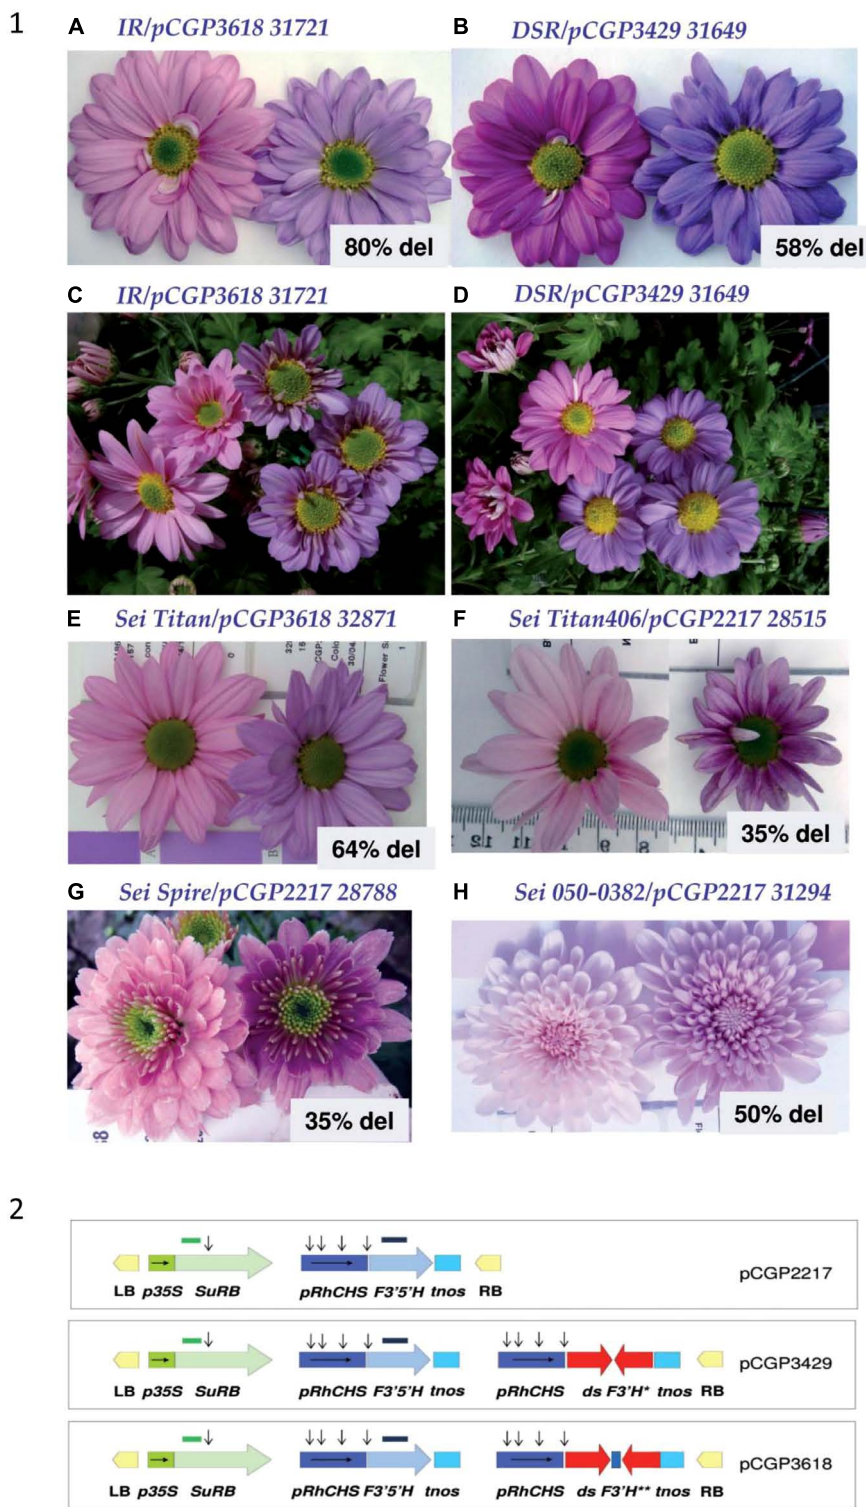 1
A IR/pCGP3618 31721
B DSR/pCGP3429 31649
80% del
58% del
C IR/pCGP3618 31721
D DSR/pCGP3429 31649
E Sei Titan/pCGP3618 32871
F Sei Titan406/pCGP2217 28515
64% del
35% del
G Sei Spire/pCGP2217 28788
H Sei 050-0382/pCGP2217 31294
35% del
50% del
2
LB p35S SuRB pRhCHS F3'5'H tnos RB
pCGP2217
LB p35S SuRB pRhCHS F3'5'H tnos pRhCHS ds F3'H* tnos RB
pCGP3429
LB p35S SuRB pRhCHS F3'5'H tnos pRhCHS ds F3'H** tnos RB
pCGP3618